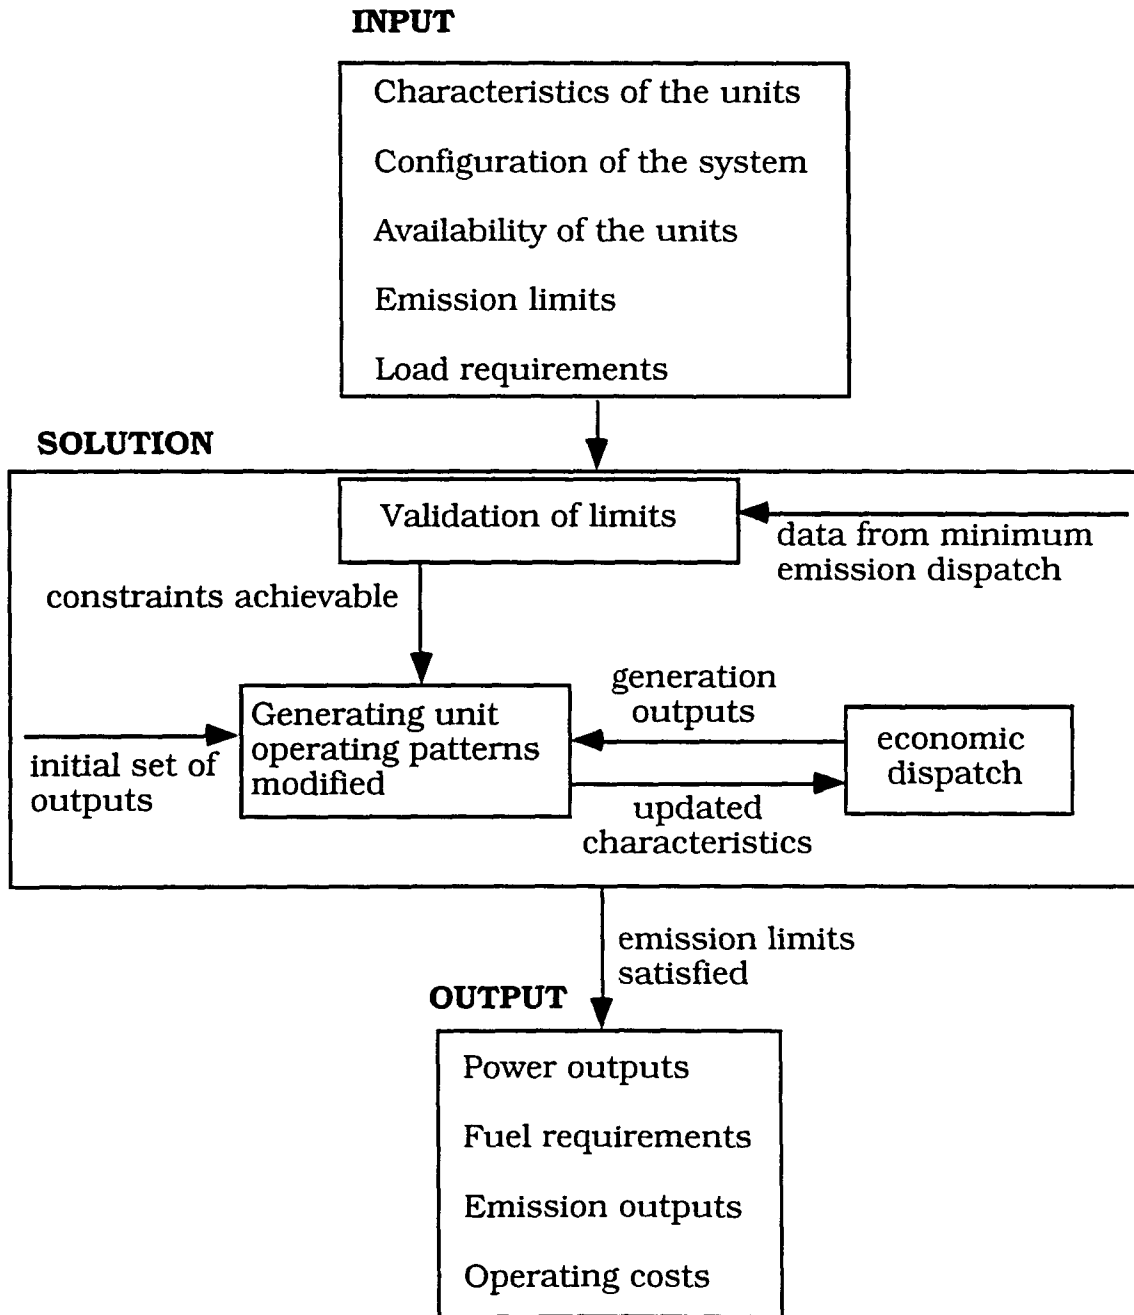 INPUT
Characteristics of the units
Configuration of the system
Availability of the units
Emission limits
Load requirements
SOLUTION
Validation of limits
data from minimum
emission dispatch
constraints achievable
generation
outputs
Generating unit
operating patterns
modified
economic
dispatch
initial set of
outputs
updated
characteristics
emission limits
satisfied
OUTPUT
Power outputs
Fuel requirements
Emission outputs
Operating costs